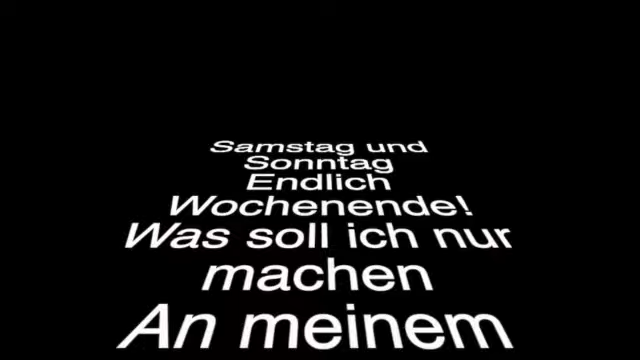 Samstag und
Sonntag
Endlich
Wochenende!
Was soll ich nur
machen
An meinem